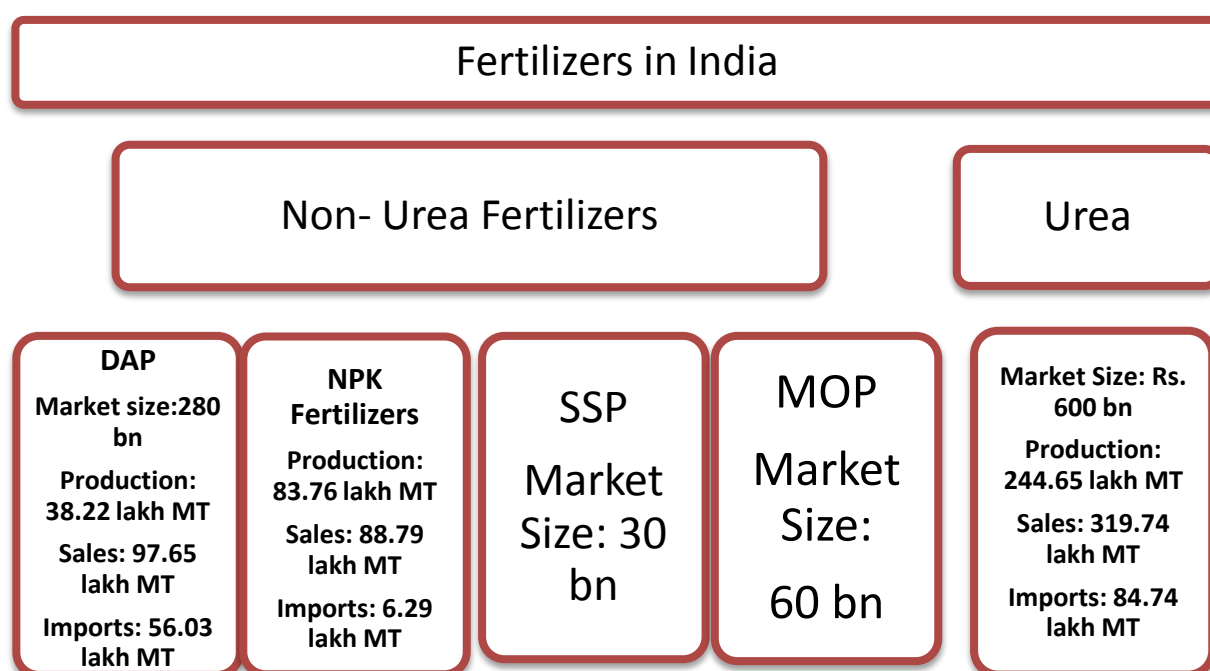 Fertilizers in India
Non- Urea Fertilizers
Urea
DAP
Market size:280
bn
Production:
38.22 lakh MT
Sales: 97.65
lakh MT
Imports: 56.03
lakh MT
NPK
Fertilizers
Production:
83.76 lakh MT
Sales: 88.79
lakh MT
Imports: 6.29
lakh MT
SSP
Market
Size: 30
bn
MOP
Market
Size:
60 bn
Market Size: Rs.
600 bn
Production:
244.65 lakh MT
Sales: 319.74
lakh MT
Imports: 84.74
lakh MT